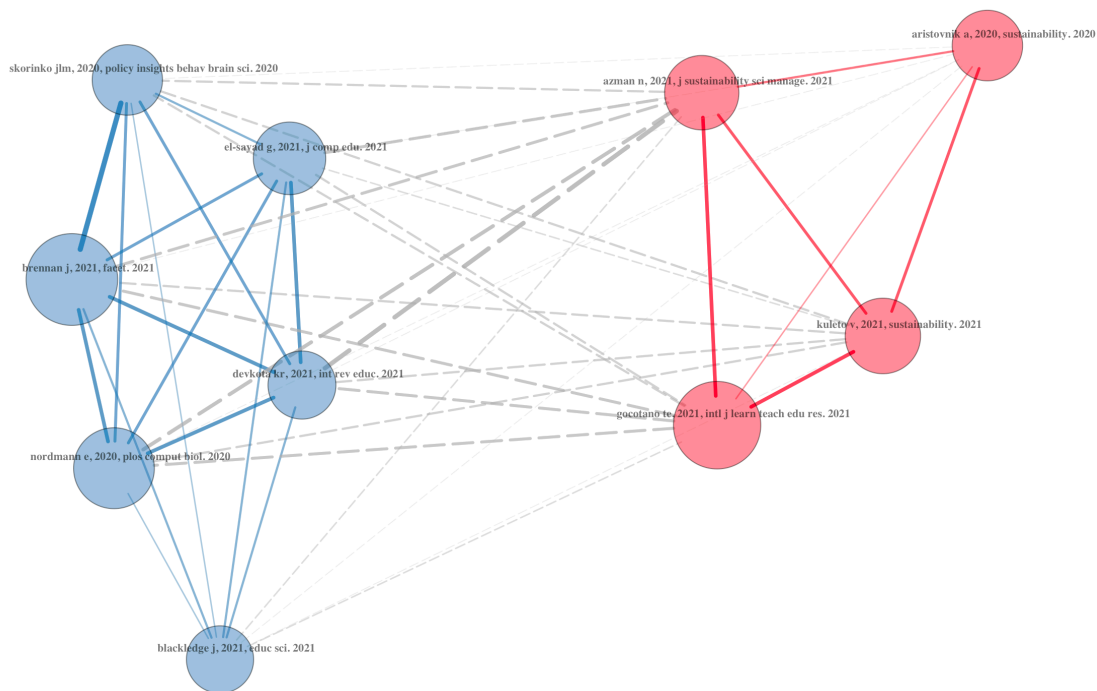 aristovnik a, 2020, sustainability. 2020
skorinko jlm, 2020, policy insights behav brain sci. 2020
azman n, 2021, j sustainability sci manage. 2021
el-sayad g, 2021, j comp edu. 2021
brennan j, 2021, facet. 2021
kuleto v, 2021, sustainability. 2021
devkota kr, 2021, int rev educ. 2021
gocotano te, 2021, intl j learn teach edu res. 2021
nordmann e, 2020, plos comput biol. 2020
blackledge j, 2021, educ sci. 2021